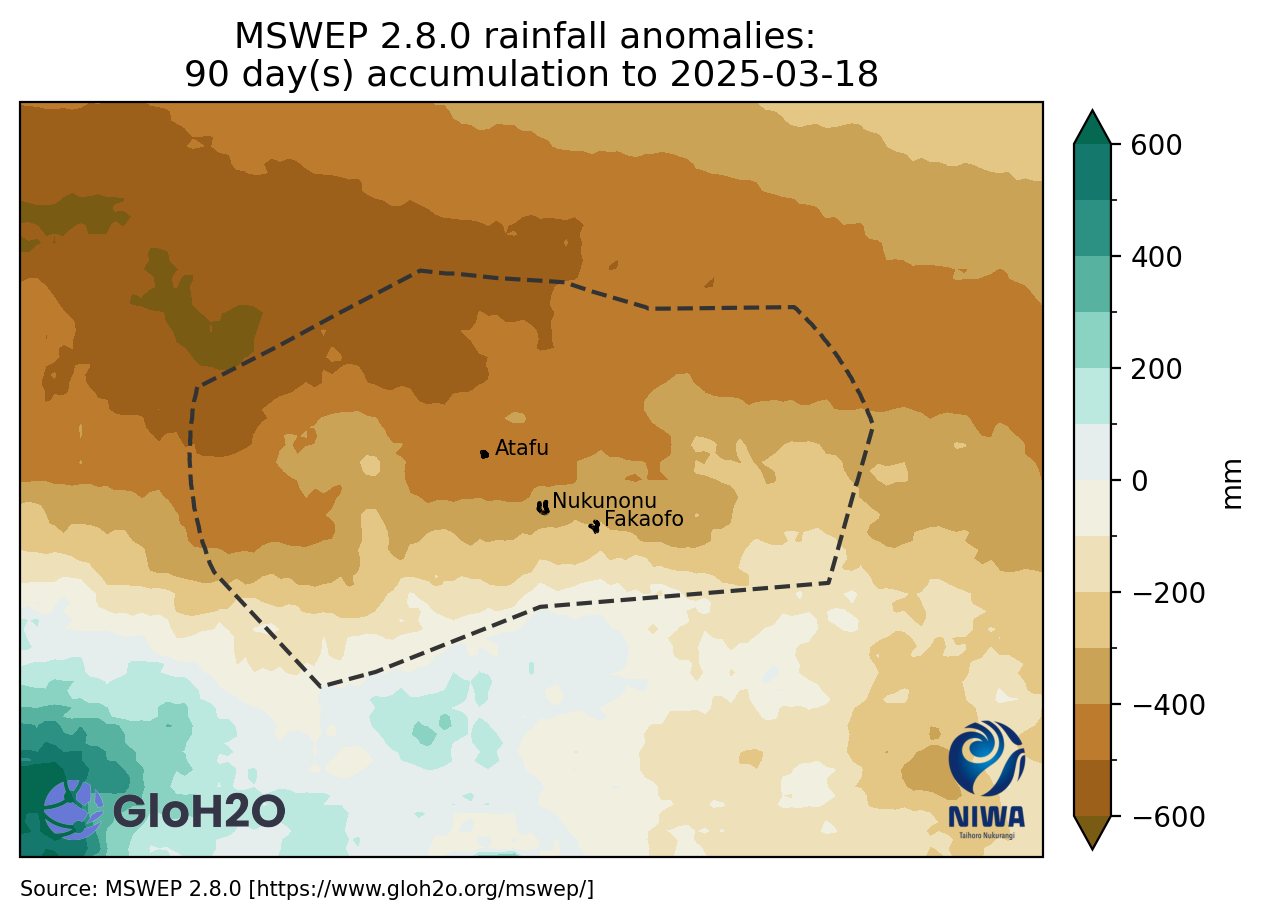 MSWEP 2.8.0 rainfall anomalies:
90 day(s) accumulation to 2025-03-18
600
400
200
0
−200
−400
−600
mm
Atafu
Nukunonu
Fakaofo
GloH2O
NIWA
Taihoro Nukurangi
Source: MSWEP 2.8.0 [https://www.gloh2o.org/mswep/]